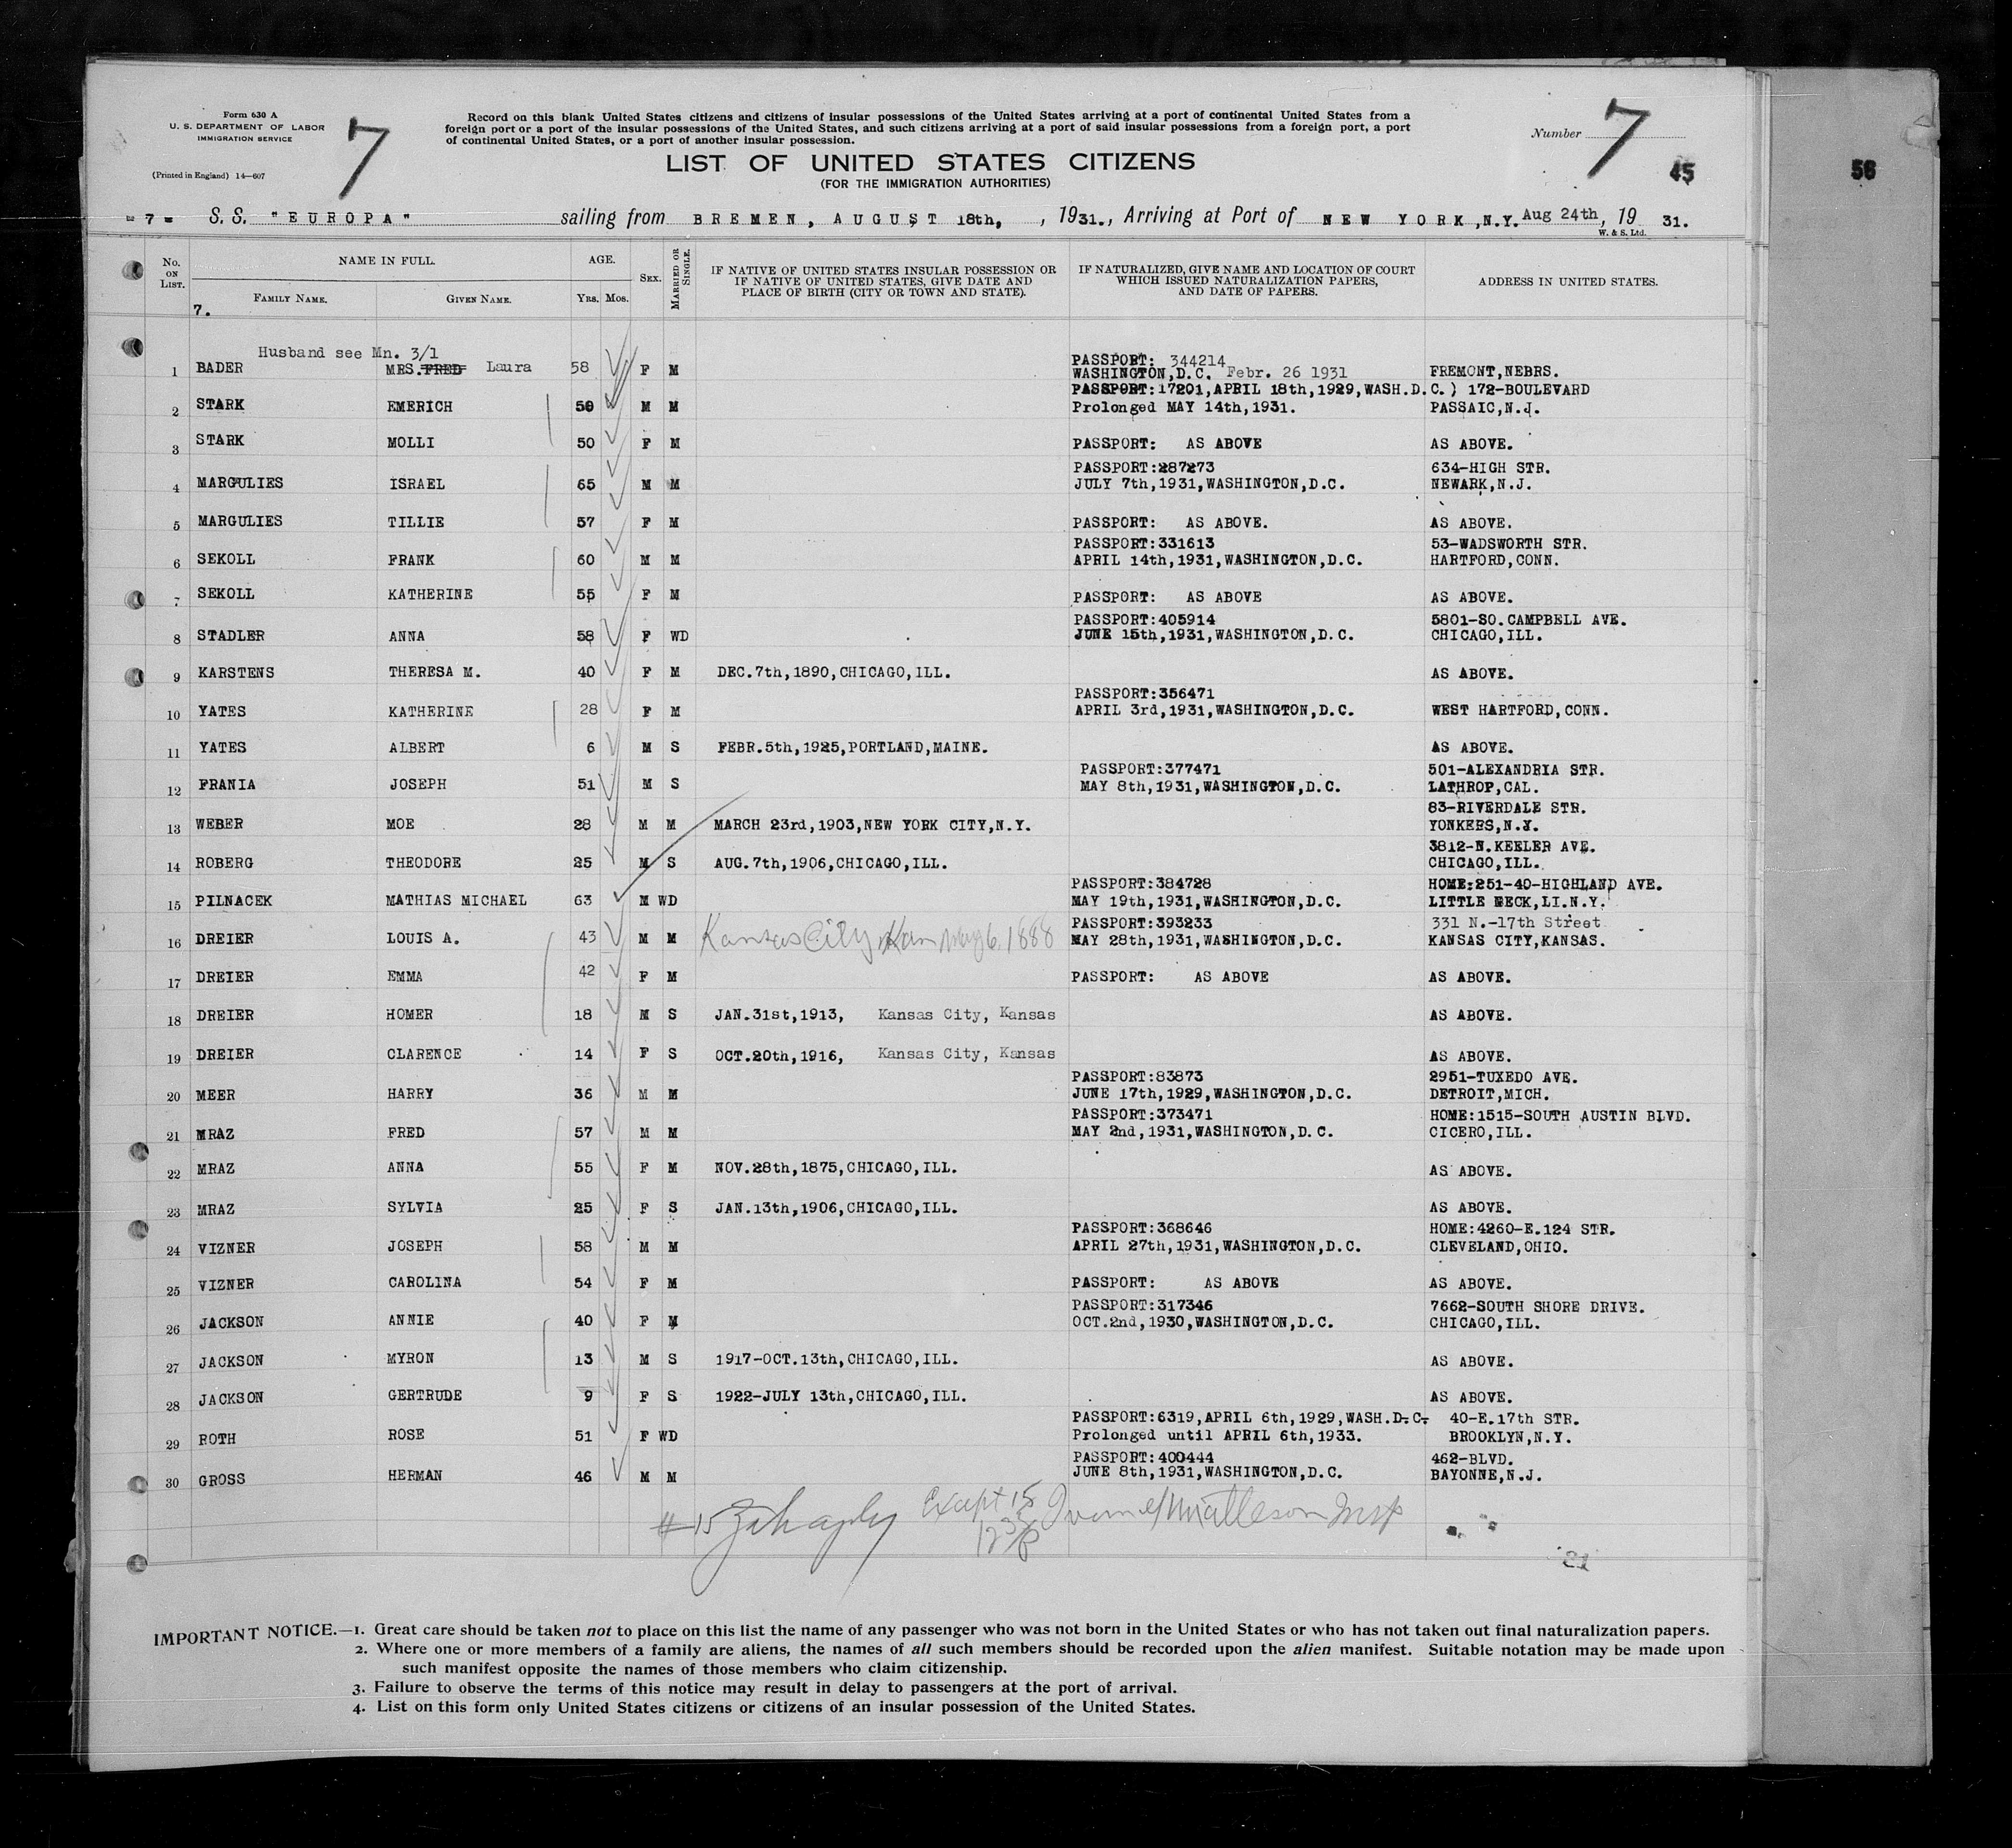 Form 630 A
U. S. DEPARTMENT OF LABOR
IMMIGRATION SERVICE
(Printed in England) 14—607
7
Record on this blank United States citizens and citizens of insular possessions of the United States arriving at a port of continental United States from a
foreign port or a port of the insular possessions of the United States, and such citizens arriving at a port of said insular possessions from a foreign port, a port
of continental United States, or a port of another insular possession.
LIST OF UNITED STATES CITIZENS
(FOR THE IMMIGRATION AUTHORITIES)
Number 7
45
56
= 7 = S. S. "EUROPA" sailing from BREMEN, AUGUST 18th, , 1931., Arriving at Port of NEW YORK, N.Y. Aug 24th, 19 31.
W. & S. Ltd.
No. ON LIST. NAME IN FULL. AGE. SEX. MARRIED OR SINGLE. IF NATIVE OF UNITED STATES INSULAR POSSESSION OR IF NATIVE OF UNITED STATES, GIVE DATE AND PLACE OF BIRTH (CITY OR TOWN AND STATE). IF NATURALIZED, GIVE NAME AND LOCATION OF COURT WHICH ISSUED NATURALIZATION PAPERS, AND DATE OF PAPERS. ADDRESS IN UNITED STATES.
FAMILY NAME. GIVEN NAME. YRS. MOS.
7.
Husband see Mn. 3/1 PASSPORT: 344214
1 BADER MRS. FRED Laura 58 F M WASHINGTON, D.C. Febr. 26 1931 FREMONT, NEBRS.
PASSPORT:17201, APRIL 18th, 1929, WASH.D.C.) 172-BOULEVARD
2 STARK EMERICH 50 M M Prolonged MAY 14th, 1931. PASSAIC, N.J.
3 STARK MOLLI 50 F M PASSPORT: AS ABOVE AS ABOVE.
PASSPORT:287273 634-HIGH STR.
4 MARGULIES ISRAEL 65 M M JULY 7th, 1931, WASHINGTON, D.C. NEWARK, N.J.
5 MARGULIES TILLIE 57 F M PASSPORT: AS ABOVE. AS ABOVE.
PASSPORT:331613 53-WADSWORTH STR.
6 SEKOLL FRANK 60 M M APRIL 14th, 1931, WASHINGTON, D.C. HARTFORD, CONN.
7 SEKOLL KATHERINE 55 F M PASSPORT: AS ABOVE AS ABOVE.
PASSPORT:405914 5801-SO. CAMPBELL AVE.
8 STADLER ANNA 58 F WD JUNE 15th, 1931, WASHINGTON, D.C. CHICAGO, ILL.
9 KARSTENS THERESA M. 40 F M DEC. 7th, 1890, CHICAGO, ILL. AS ABOVE.
PASSPORT:356471
10 YATES KATHERINE 28 F M APRIL 3rd, 1931, WASHINGTON, D.C. WEST HARTFORD, CONN.
11 YATES ALBERT 6 M S FEBR. 5th, 1925, PORTLAND, MAINE. AS ABOVE.
PASSPORT:377471 501-ALEXANDRIA STR.
12 FRANIA JOSEPH 51 M S MAY 8th, 1931, WASHINGTON, D.C. LATHROP, CAL.
83-RIVERDALE STR.
13 WEBER MOE 28 M M MARCH 23rd, 1903, NEW YORK CITY, N.Y. YONKERS, N.Y.
3812-N. KEELER AVE.
14 ROBERG THEODORE 25 M S AUG. 7th, 1906, CHICAGO, ILL. CHICAGO, ILL.
PASSPORT:384728 HOME:251-40-HIGHLAND AVE.
15 PILNACEK MATHIAS MICHAEL 63 M WD MAY 19th, 1931, WASHINGTON, D.C. LITTLE BECK, LI.N.Y.
PASSPORT:393233 331 N.-17th Street
16 DREIER LOUIS A. 43 M M Kansas City Kan May 6, 1888 MAY 28th, 1931, WASHINGTON, D.C. KANSAS CITY, KANSAS.
17 DREIER EMMA 42 F M PASSPORT: AS ABOVE AS ABOVE.
18 DREIER HOMER 18 M S JAN. 31st, 1913, Kansas City, Kansas AS ABOVE.
19 DREIER CLARENCE 14 F S OCT. 20th, 1916, Kansas City, Kansas AS ABOVE.
PASSPORT:83873 2951-TUXEDO AVE.
20 MEER HARRY 36 M M JUNE 17th, 1929, WASHINGTON, D.C. DETROIT, MICH.
PASSPORT:373471 HOME:1515-SOUTH AUSTIN BLVD.
21 MRAZ FRED 57 M M MAY 2nd, 1931, WASHINGTON, D.C. CICERO, ILL.
22 MRAZ ANNA 55 F M NOV. 28th, 1875, CHICAGO, ILL. AS ABOVE.
23 MRAZ SYLVIA 25 F S JAN. 13th, 1906, CHICAGO, ILL. AS ABOVE.
PASSPORT:368646 HOME:4260-E. 124 STR.
24 VIZNER JOSEPH 58 M M APRIL 27th, 1931, WASHINGTON, D.C. CLEVELAND, OHIO.
25 VIZNER CAROLINA 54 F M PASSPORT: AS ABOVE AS ABOVE.
PASSPORT:317346 7662-SOUTH SHORE DRIVE.
26 JACKSON ANNIE 40 F M OCT. 2nd, 1930, WASHINGTON, D.C. CHICAGO, ILL.
27 JACKSON MYRON 13 M S 1917-OCT. 13th, CHICAGO, ILL. AS ABOVE.
28 JACKSON GERTRUDE 9 F S 1922-JULY 13th, CHICAGO, ILL. AS ABOVE.
PASSPORT:6319, APRIL 6th, 1929, WASH.D.C. 40-E. 17th STR.
29 ROTH ROSE 51 F WD Prolonged until APRIL 6th, 1933. BROOKLYN, N.Y.
PASSPORT:400444 462-BLVD.
30 GROSS HERMAN 46 M M JUNE 8th, 1931, WASHINGTON, D.C. BAYONNE, N.J.
#15 Except 15 Matleson Insp
IMPORTANT NOTICE.—1. Great care should be taken not to place on this list the name of any passenger who was not born in the United States or who has not taken out final naturalization papers.
2. Where one or more members of a family are aliens, the names of all such members should be recorded upon the alien manifest. Suitable notation may be made upon
such manifest opposite the names of those members who claim citizenship.
3. Failure to observe the terms of this notice may result in delay to passengers at the port of arrival.
4. List on this form only United States citizens or citizens of an insular possession of the United States.